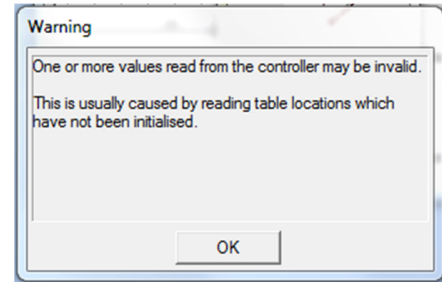 Warning
One or more values read from the controller may be invalid.
This is usually caused by reading table locations which
have not been initialised.
OK